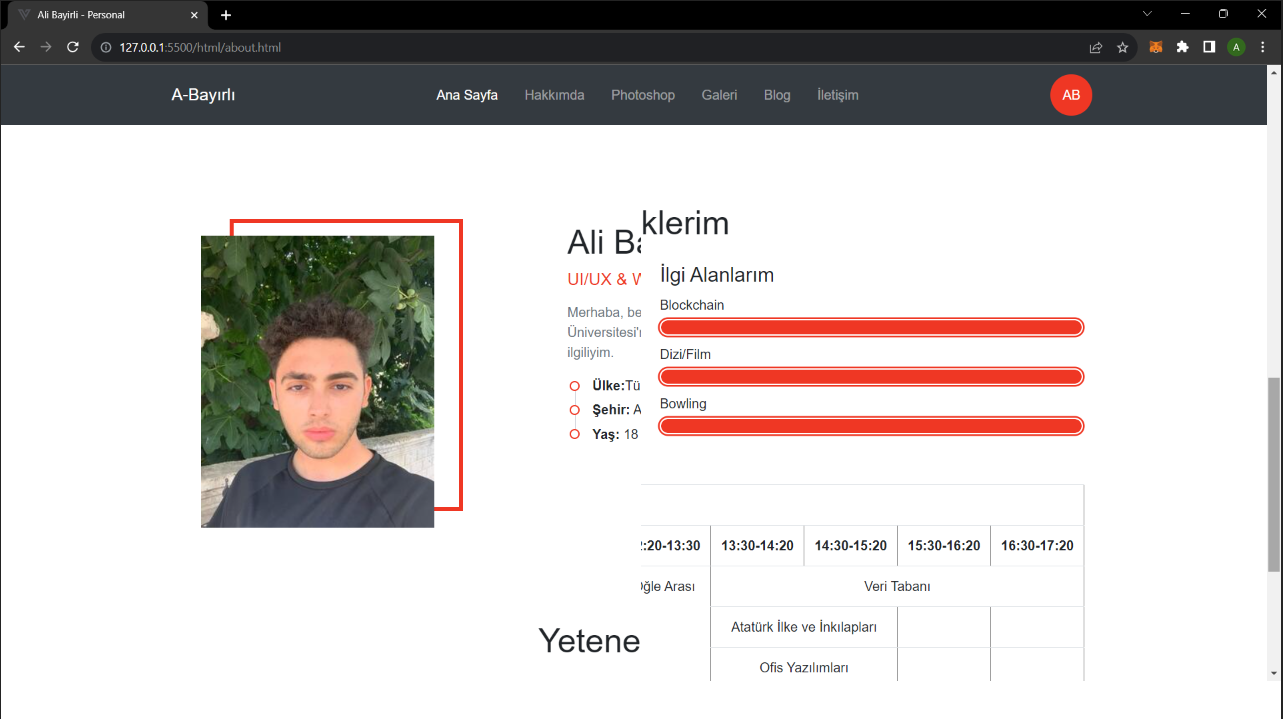 Ali Bayirli - Personal
127.0.0.1:5500/html/about.html
A
A-Bayırlı
Ana Sayfa Hakkımda Photoshop Galeri Blog İletişim
AB
Ali Ba
UI/UX & W
Merhaba, be
Üniversitesi'n
ilgiliyim.
Ülke:Tü
Şehir: A
Yaş: 18
Yetene
klerim
İlgi Alanlarım
Blockchain
Dizi/Film
Bowling
2:20-13:30 13:30-14:20 14:30-15:20 15:30-16:20 16:30-17:20
Öğle Arası Veri Tabanı
Atatürk İlke ve İnkılapları
Ofis Yazılımları